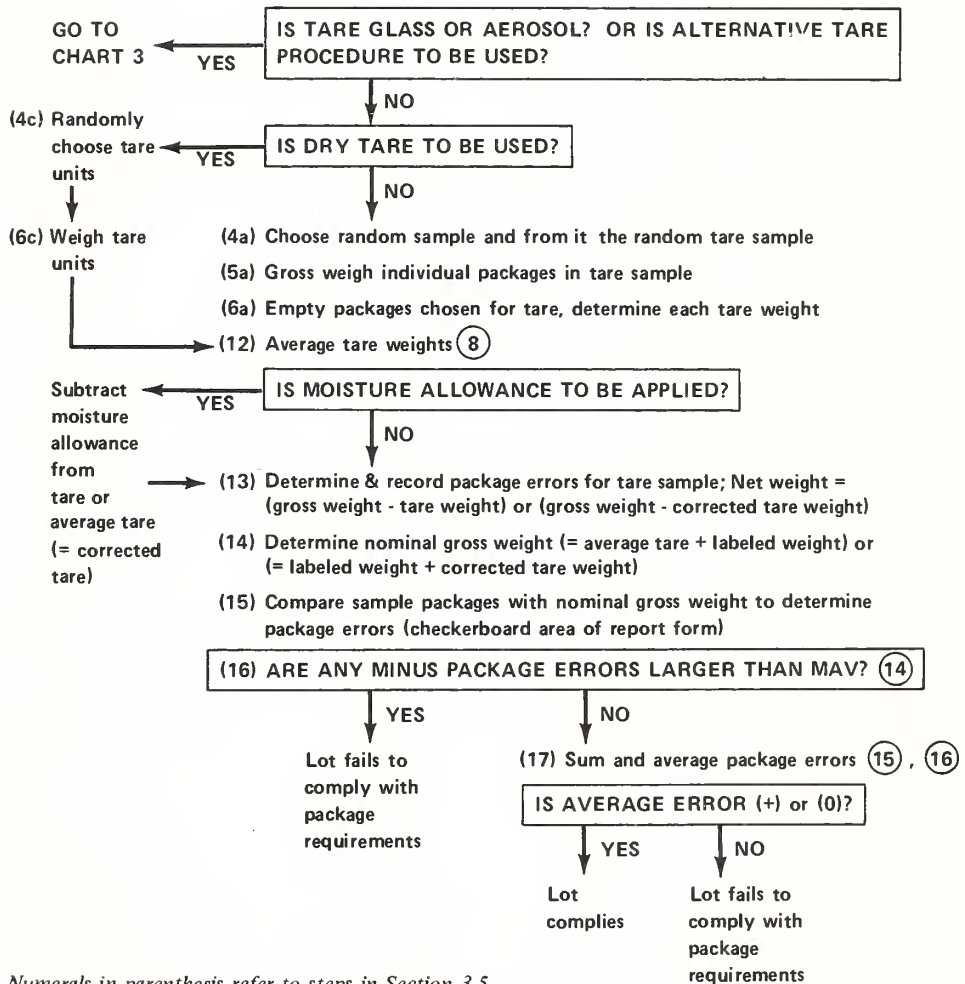 GO TO
CHART 3
YES
IS TARE GLASS OR AEROSOL? OR IS ALTERNATIVE TARE
PROCEDURE TO BE USED?
NO
(4c) Randomly
choose tare
units
YES
IS DRY TARE TO BE USED?
NO
(6c) Weigh tare
units
(4a) Choose random sample and from it the random tare sample
(5a) Gross weigh individual packages in tare sample
(6a) Empty packages chosen for tare, determine each tare weight
(12) Average tare weights 8
IS MOISTURE ALLOWANCE TO BE APPLIED?
YES
NO
Subtract
moisture
allowance
from
tare or
average tare
(= corrected
tare)
(13) Determine & record package errors for tare sample; Net weight =
(gross weight - tare weight) or (gross weight - corrected tare weight)
(14) Determine nominal gross weight (= average tare + labeled weight) or
(= labeled weight + corrected tare weight)
(15) Compare sample packages with nominal gross weight to determine
package errors (checkerboard area of report form)
(16) ARE ANY MINUS PACKAGE ERRORS LARGER THAN MAV? 14
YES
NO
Lot fails to
comply with
package
requirements
(17) Sum and average package errors 15 , 16
IS AVERAGE ERROR (+) or (0)?
YES
NO
Lot
complies
Lot fails to
comply with
package
requirements
Numerals in parenthesis refer to steps in Section 3.5